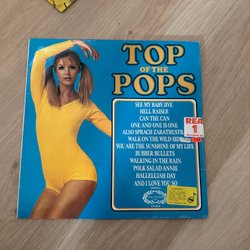 TOP
OF THE
POPS
SEE MY BABY JIVE
HELL RAISER
CAN THE CAN
ONE AND ONE IS ONE
ALSO SPRACH ZARATHUSTRA
WALK ON THE WILD SIDE
YOU ARE THE SUNSHINE OF MY LIFE
RUBBER BULLETS
WALKING IN THE RAIN
POLK SALAD ANNIE
HALLELUJAH DAY
AND I LOVE YOU SO
REA
1